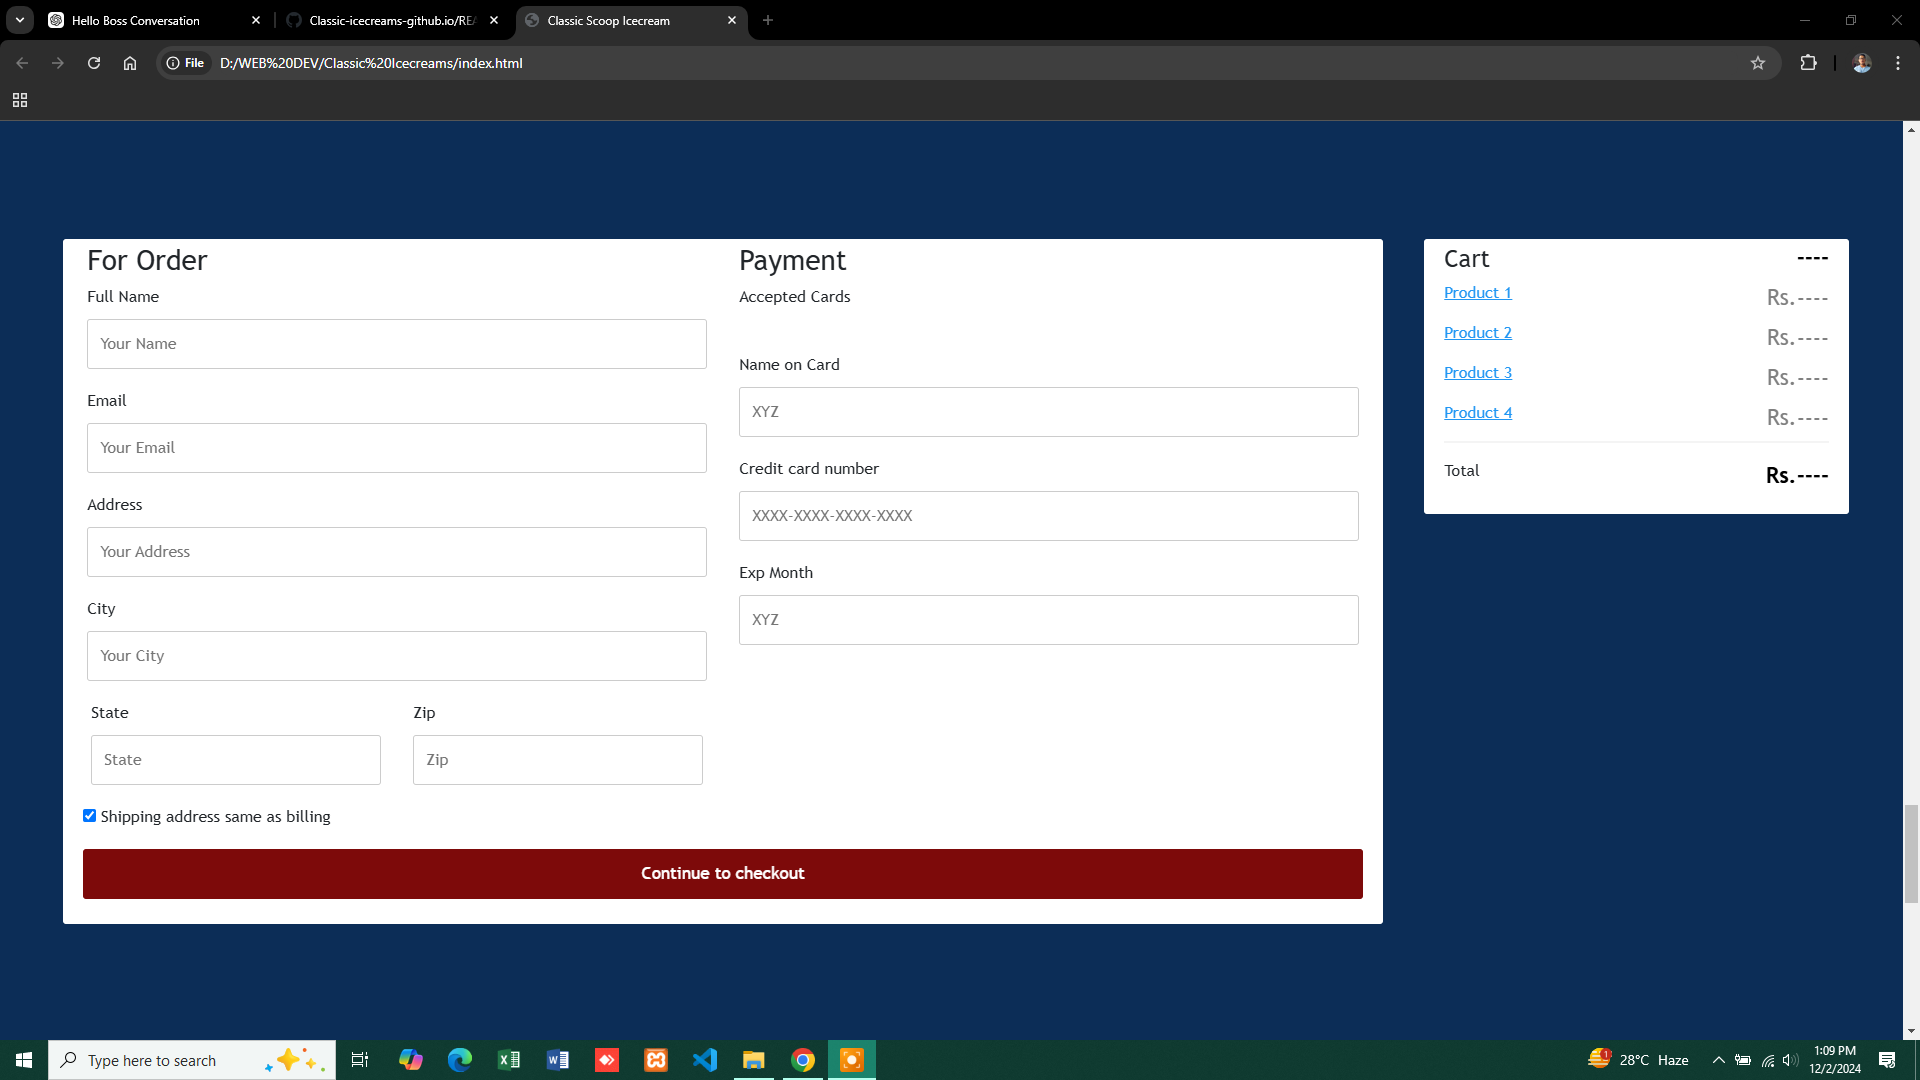 Hello Boss Conversation
Classic-icecreams-github.io/REA
Classic Scoop Icecream
File
D:/WEB%20DEV/Classic%20Icecreams/index.html
For Order
Full Name
Your Name
Email
Your Email
Address
Your Address
City
Your City
State
Zip
State
Zip
Shipping address same as billing
Payment
Accepted Cards
Name on Card
XYZ
Credit card number
XXXX-XXXX-XXXX-XXXX
Exp Month
XYZ
Continue to checkout
Cart ----
Product 1 Rs.----
Product 2 Rs.----
Product 3 Rs.----
Product 4 Rs.----
Total Rs.----
Type here to search
1
28°C Haze
1:09 PM
12/2/2024